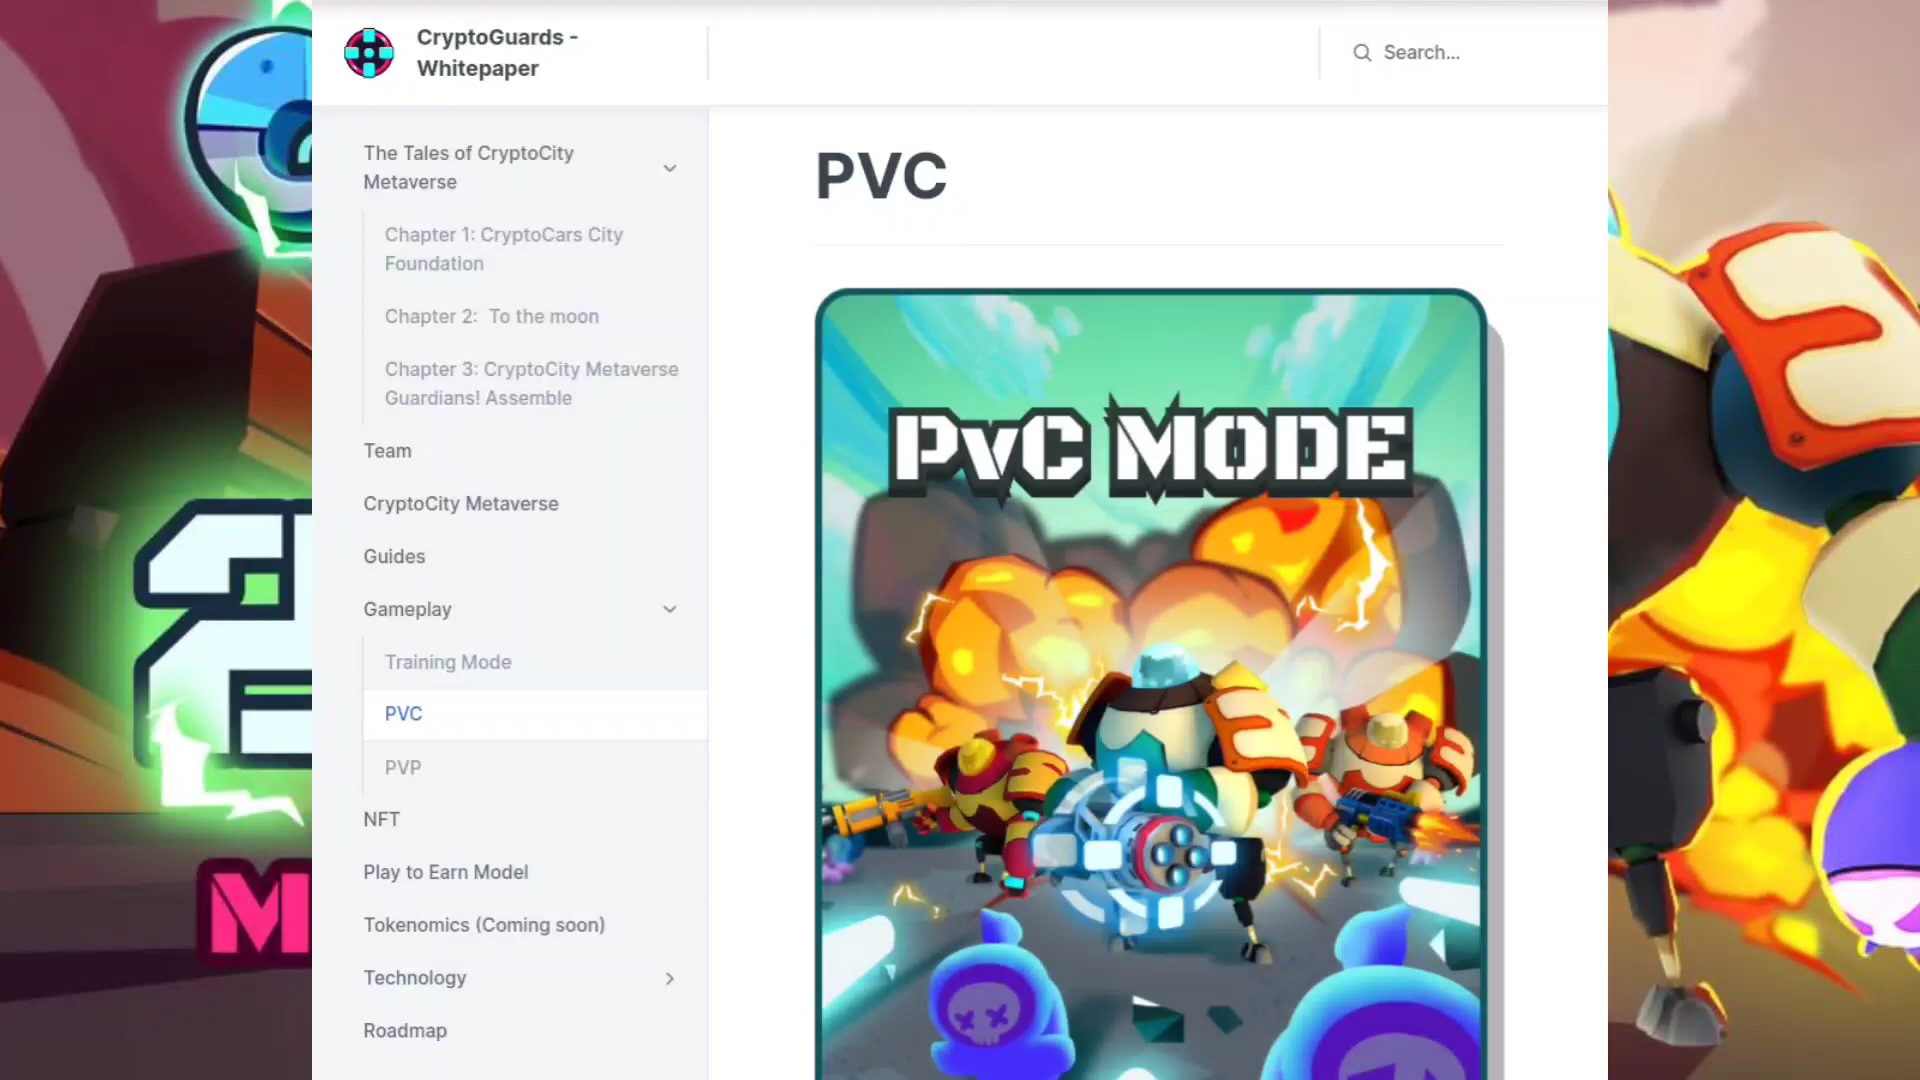 CryptoGuards -
Whitepaper
Search...
The Tales of CryptoCity
Metaverse
Chapter 1: CryptoCars City
Foundation
Chapter 2: To the moon
Chapter 3: CryptoCity Metaverse
Guardians! Assemble
Team
CryptoCity Metaverse
Guides
Gameplay
Training Mode
PVC
PVP
NFT
Play to Earn Model
Tokenomics (Coming soon)
Technology
Roadmap
PVC
PvC MODE
2
M